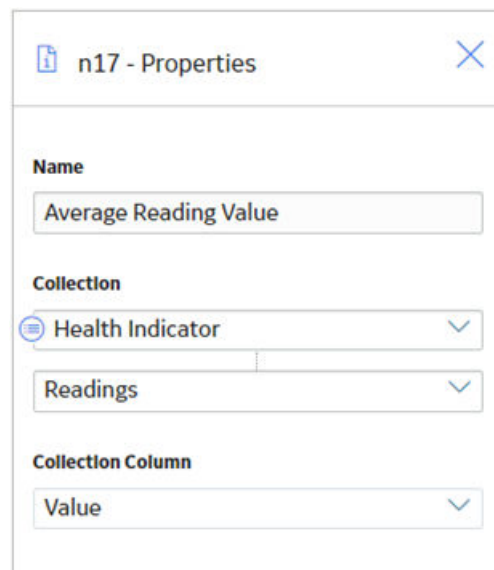 n17 - Properties
Name
Average Reading Value
Collection
Health Indicator
Readings
Collection Column
Value